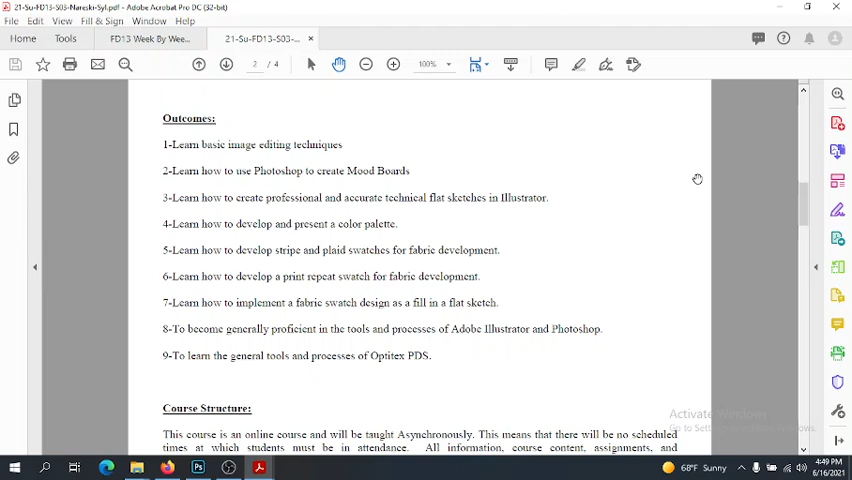 21-Su-FD13-S03-Nareski-Syl.pdf - Adobe Acrobat Pro DC (32-bit)
File Edit View Fill & Sign Window Help
Home Tools FD13 Week By Wee... 21-Su-FD13-S03-... ×
2 / 4 100%
Outcomes:
1-Learn basic image editing techniques
2-Learn how to use Photoshop to create Mood Boards
3-Learn how to create professional and accurate technical flat sketches in Illustrator.
4-Learn how to develop and present a color palette.
5-Learn how to develop stripe and plaid swatches for fabric development.
6-Learn how to develop a print repeat swatch for fabric development.
7-Learn how to implement a fabric swatch design as a fill in a flat sketch.
8-To become generally proficient in the tools and processes of Adobe Illustrator and Photoshop.
9-To learn the general tools and processes of Optitex PDS.
Course Structure:
This course is an online course and will be taught Asynchronously. This means that there will be no scheduled
times at which students must be in attendance. All information, course content, assignments, and
Activate Windows
Go to Settings to activate Windows.
Ps
68°F Sunny
4:49 PM
6/16/2021